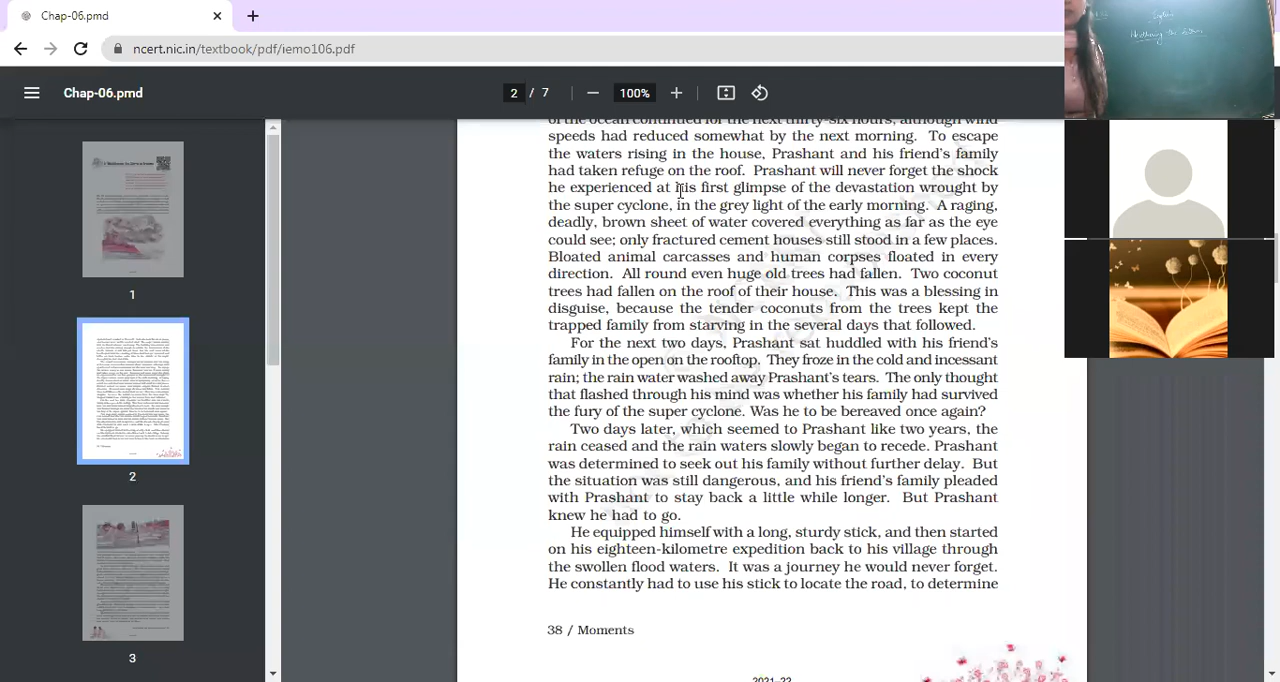 Chap-06.pmd
ncert.nic.in/textbook/pdf/iemo106.pdf
Chap-06.pmd
2 / 7
100%
of the ocean continued for the next thirty-six hours, although wind
speeds had reduced somewhat by the next morning. To escape
the waters rising in the house, Prashant and his friend's family
had taken refuge on the roof. Prashant will never forget the shock
he experienced at his first glimpse of the devastation wrought by
the super cyclone, in the grey light of the early morning. A raging,
deadly, brown sheet of water covered everything as far as the eye
could see; only fractured cement houses still stood in a few places.
Bloated animal carcasses and human corpses floated in every
direction. All round even huge old trees had fallen. Two coconut
trees had fallen on the roof of their house. This was a blessing in
disguise, because the tender coconuts from the trees kept the
trapped family from starving in the several days that followed.
For the next two days, Prashant sat huddled with his friend's
family in the open on the rooftop. They froze in the cold and incessant
rain; the rain water washed away Prashant's tears. The only thought
that flashed through his mind was whether his family had survived
the fury of the super cyclone. Was he to be bereaved once again?
Two days later, which seemed to Prashant like two years, the
rain ceased and the rain waters slowly began to recede. Prashant
was determined to seek out his family without further delay. But
the situation was still dangerous, and his friend's family pleaded
with Prashant to stay back a little while longer. But Prashant
knew he had to go.
He equipped himself with a long, sturdy stick, and then started
on his eighteen-kilometre expedition back to his village through
the swollen flood waters. It was a journey he would never forget.
He constantly had to use his stick to locate the road, to determine
38 / Moments
2021–22
1
2
3